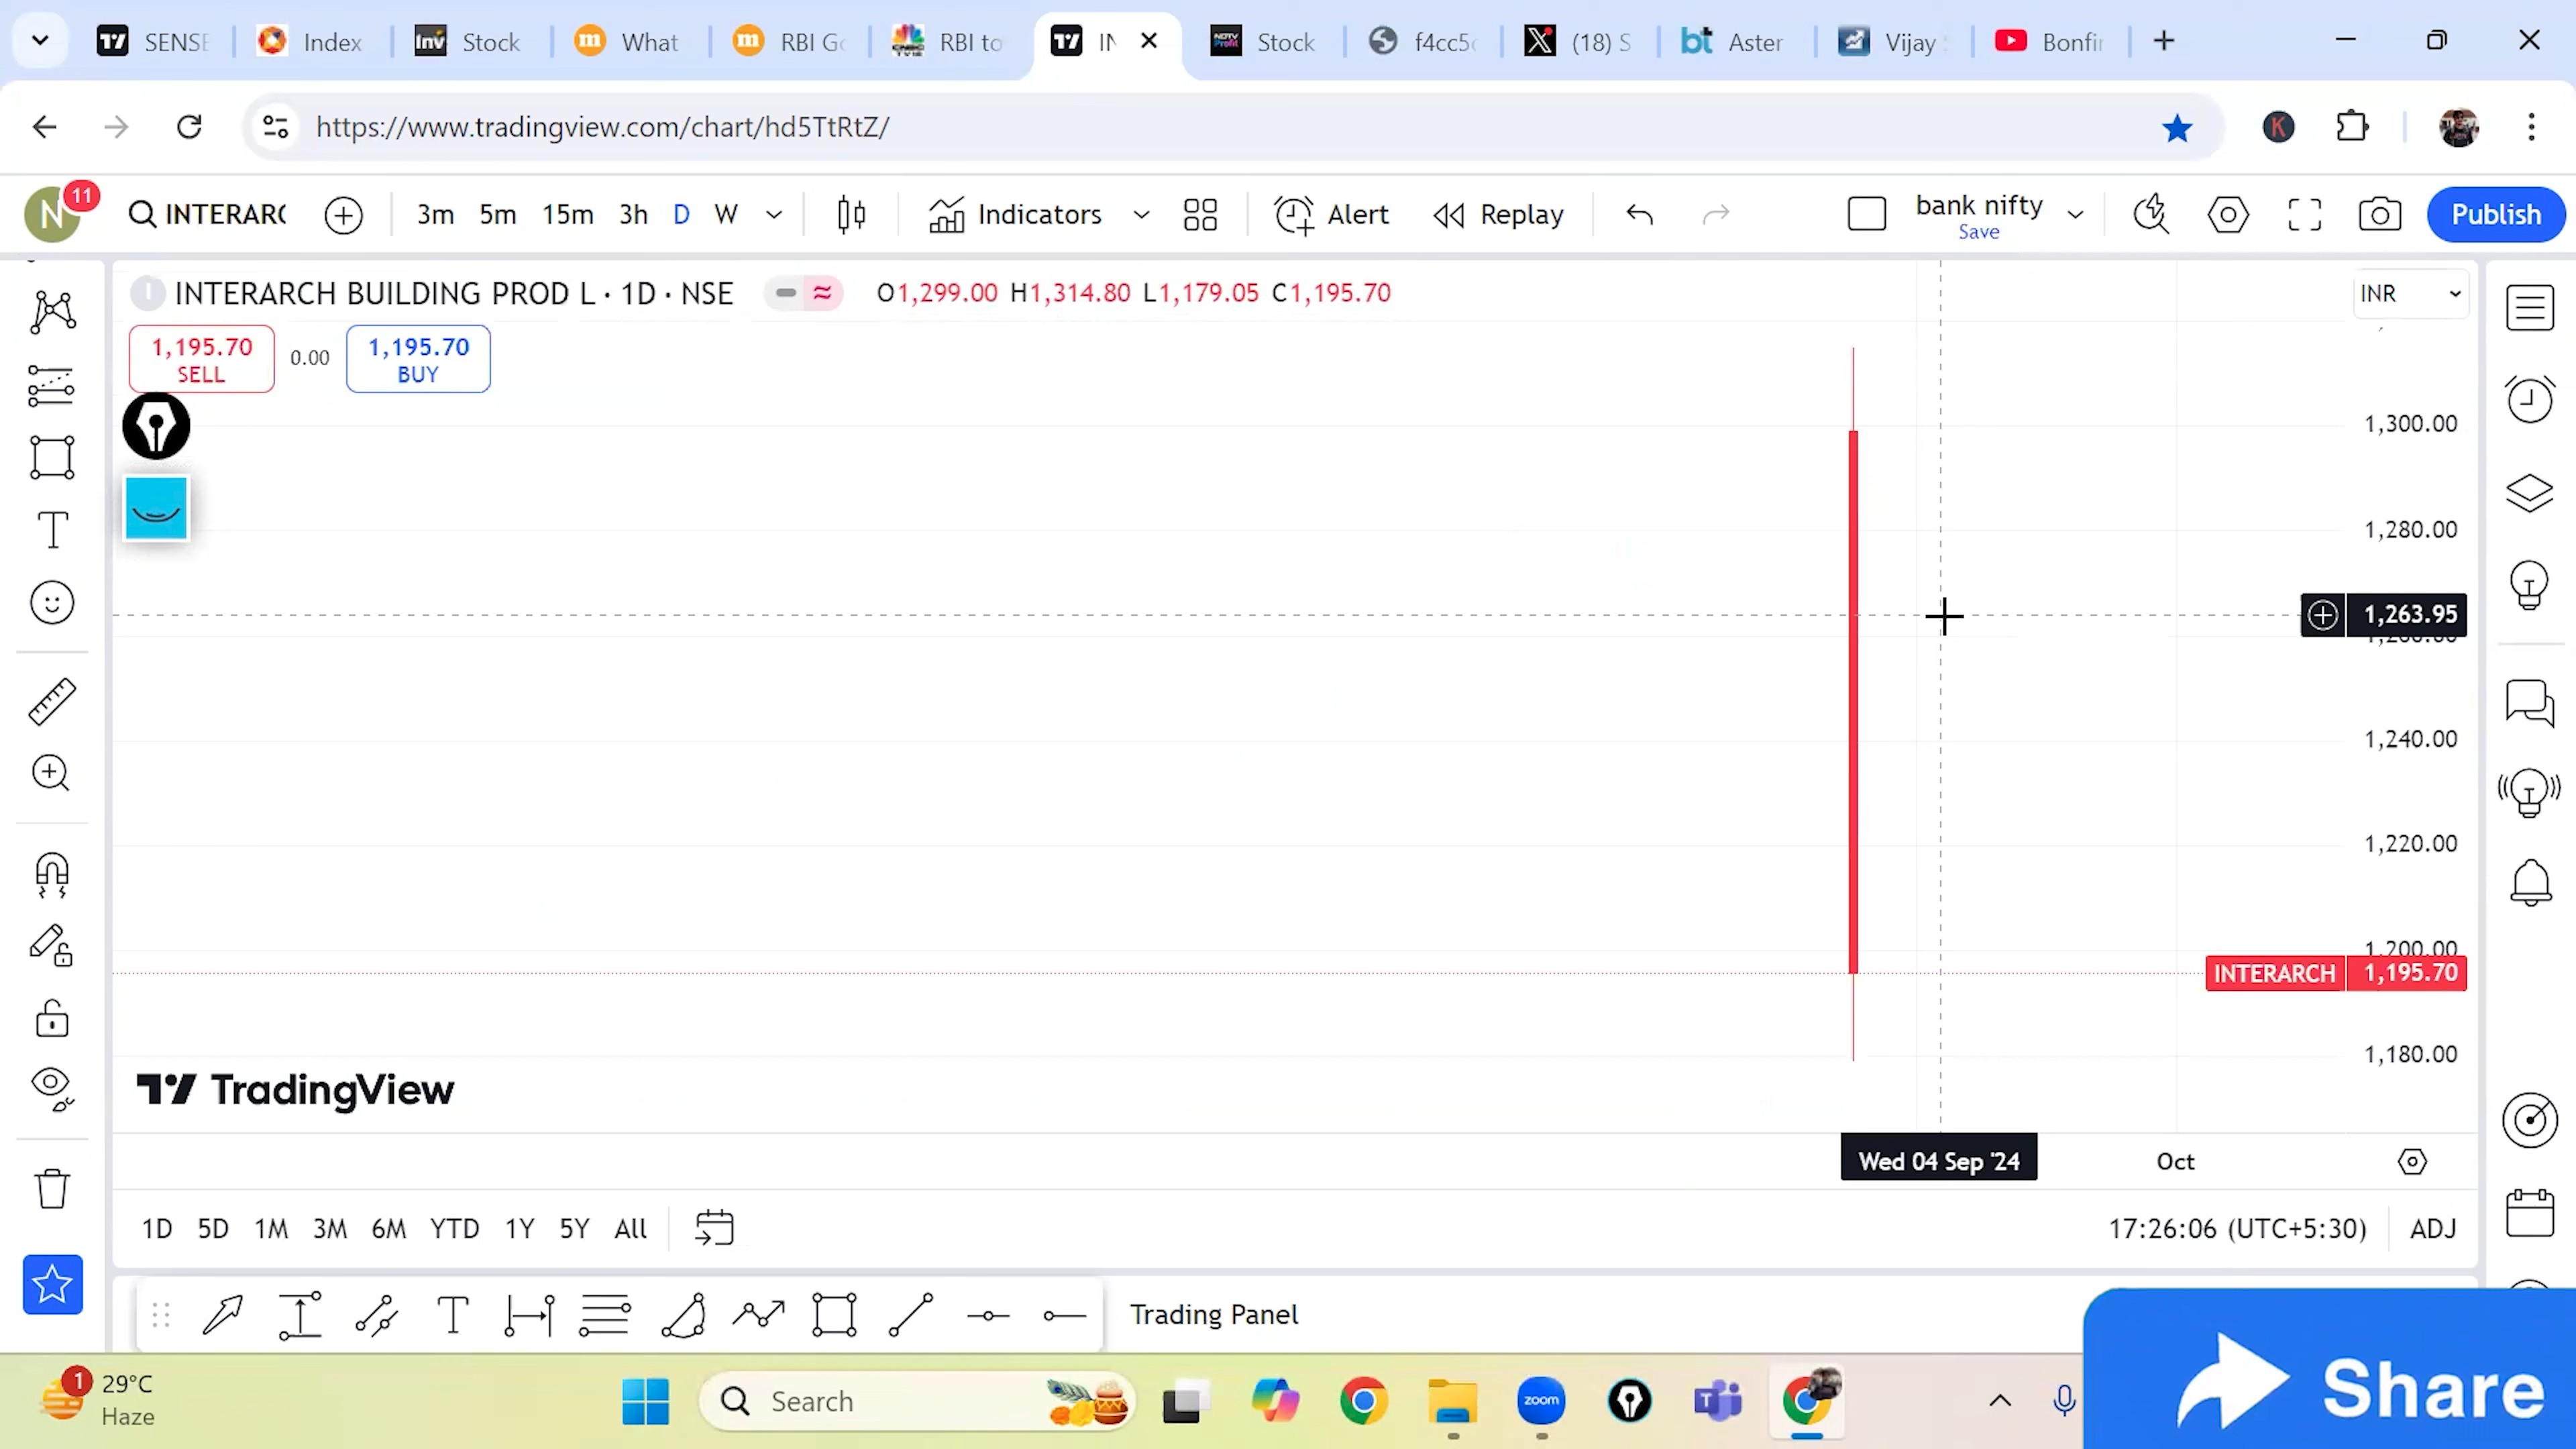 SENSE
Index
Stock
What
RBI Go
RBI to
IN
Stock
f4cc5c
(18) S
Aster
Vijay
Bonfir
https://www.tradingview.com/chart/hd5TtRtZ/
N
11
INTERARC
3m
5m
15m
3h
D
W
Indicators
Alert
Replay
bank nifty
Save
Publish
INTERARCH BUILDING PROD L · 1D · NSE
O1,299.00 H1,314.80 L1,179.05 C1,195.70
INR
1,195.70
SELL
0.00
1,195.70
BUY
1,300.00
1,280.00
1,263.95
1,240.00
1,220.00
1,200.00
INTERARCH 1,195.70
1,180.00
TradingView
Wed 04 Sep '24
Oct
1D
5D
1M
3M
6M
YTD
1Y
5Y
All
17:26:06 (UTC+5:30)
ADJ
Trading Panel
1
29°C
Haze
Search
zoom
Share